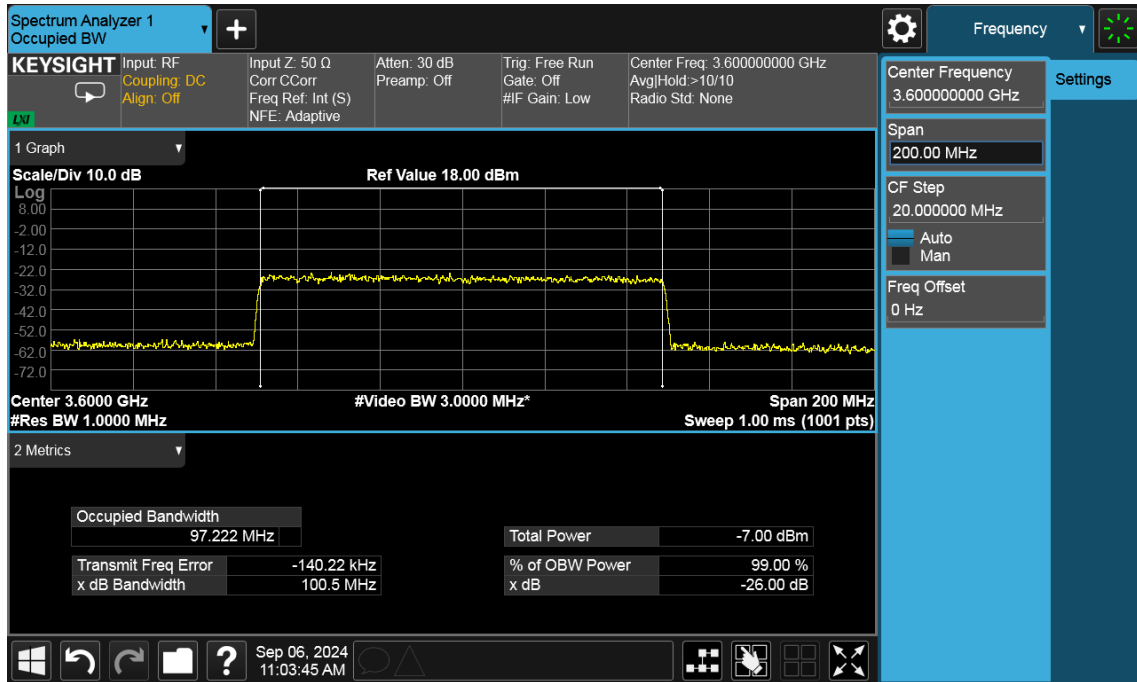 Spectrum Analyzer 1
Occupied BW
Frequency
KEYSIGHT
LXI
Input: RF
Coupling: DC
Align: Off
Input Z: 50 Ω
Corr CCorr
Freq Ref: Int (S)
NFE: Adaptive
Atten: 30 dB
Preamp: Off
Trig: Free Run
Gate: Off
#IF Gain: Low
Center Freq: 3.600000000 GHz
Avg|Hold:>10/10
Radio Std: None
Center Frequency
3.600000000 GHz
Settings
Span
200.00 MHz
CF Step
20.000000 MHz
Auto
Man
Freq Offset
0 Hz
1 Graph
Scale/Div 10.0 dB
Ref Value 18.00 dBm
Log
8.00
-2.00
-12.0
-22.0
-32.0
-42.0
-52.0
-62.0
-72.0
Center 3.6000 GHz
#Video BW 3.0000 MHz*
Span 200 MHz
#Res BW 1.0000 MHz
Sweep 1.00 ms (1001 pts)
2 Metrics
Occupied Bandwidth
97.222 MHz
Total Power -7.00 dBm
Transmit Freq Error -140.22 kHz
% of OBW Power 99.00 %
x dB Bandwidth 100.5 MHz
x dB -26.00 dB
?
Sep 06, 2024
11:03:45 AM